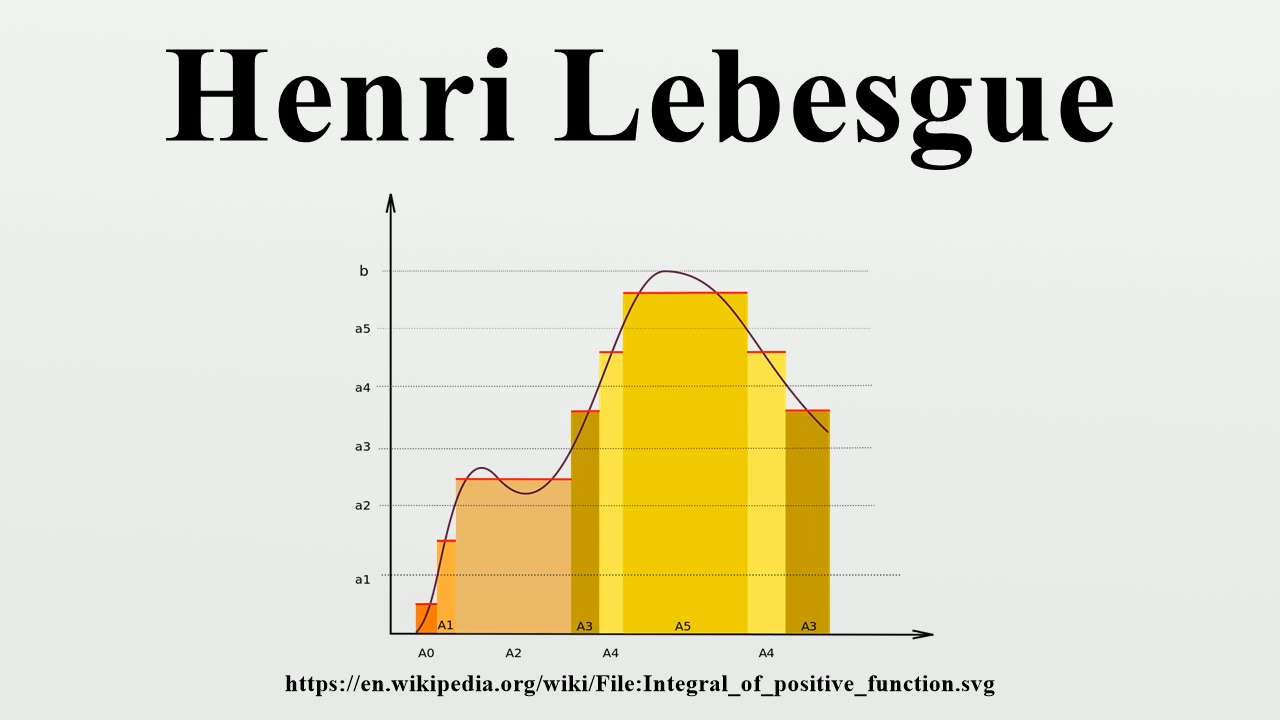 Henri Lebesgue
b
a5
a4
a3
a2
a1
A1
A3
A5
A3
A0
A2
A4
A4
https://en.wikipedia.org/wiki/File:Integral_of_positive_function.svg